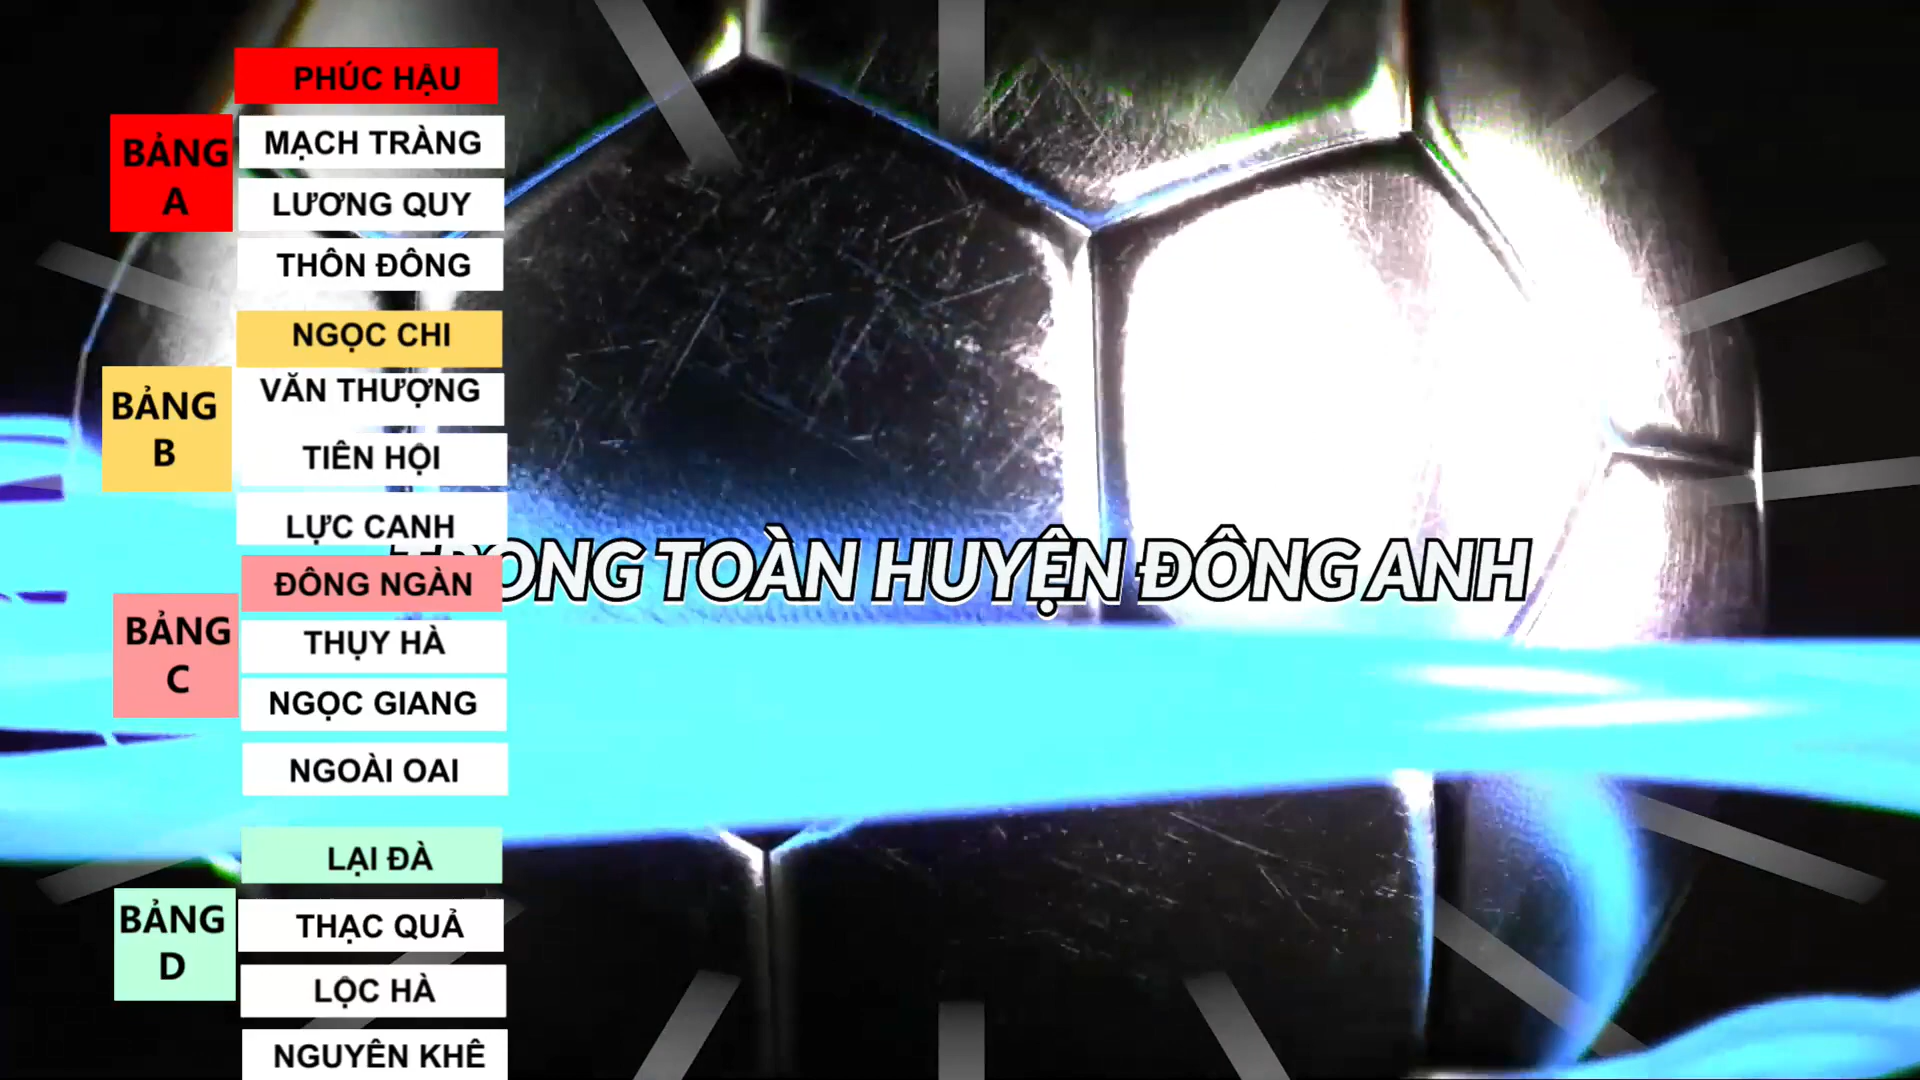 PHÚC HẬU
BẢNG
A
MẠCH TRÀNG
LƯƠNG QUY
THÔN ĐÔNG
NGỌC CHI
BẢNG
B
VĂN THƯỢNG
TIÊN HỘI
LỰC CANH
TRONG TOÀN HUYỆN ĐÔNG ANH
ĐÔNG NGÀN
BẢNG
C
THỤY HÀ
NGỌC GIANG
NGOÀI OAI
LẠI ĐÀ
BẢNG
D
THẠC QUẢ
LỘC HÀ
NGUYÊN KHÊ